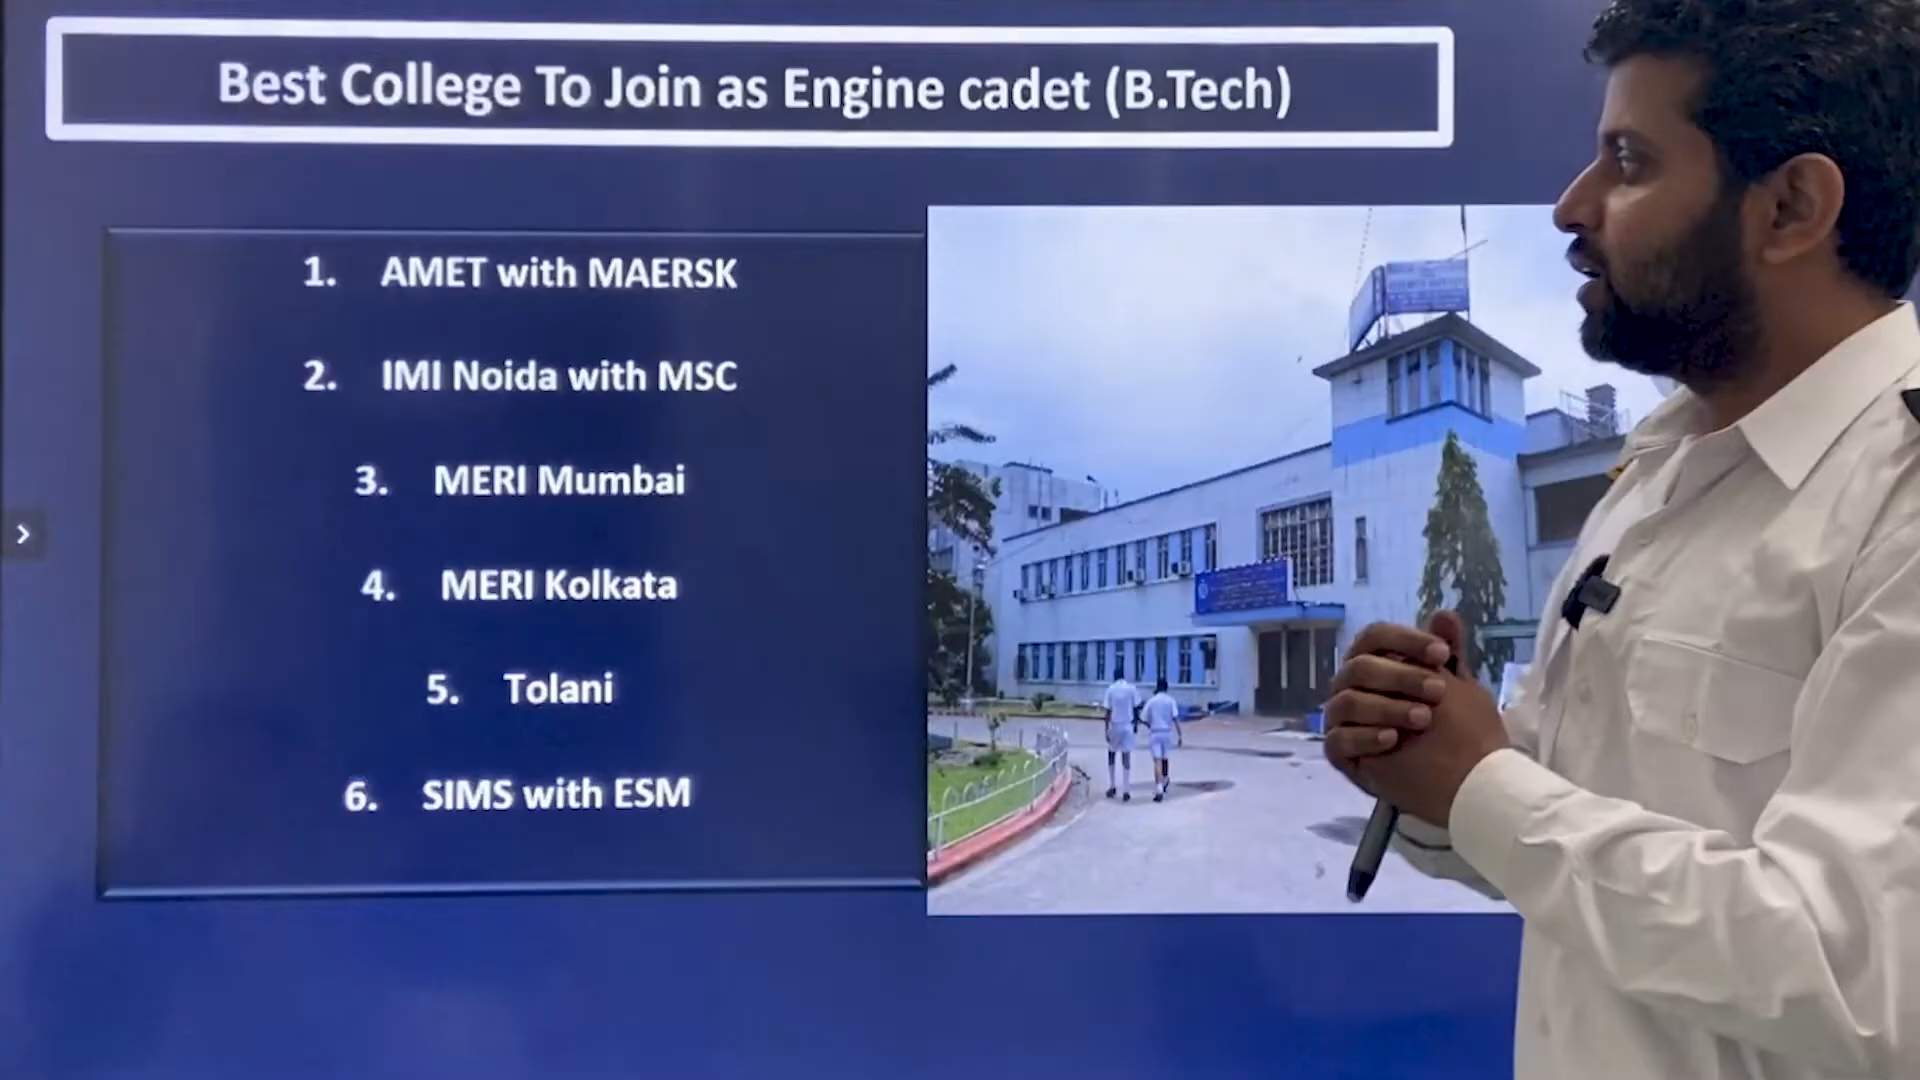 Best College To Join as Engine cadet (B.Tech)
1. AMET with MAERSK
2. IMI Noida with MSC
3. MERI Mumbai
4. MERI Kolkata
5. Tolani
6. SIMS with ESM